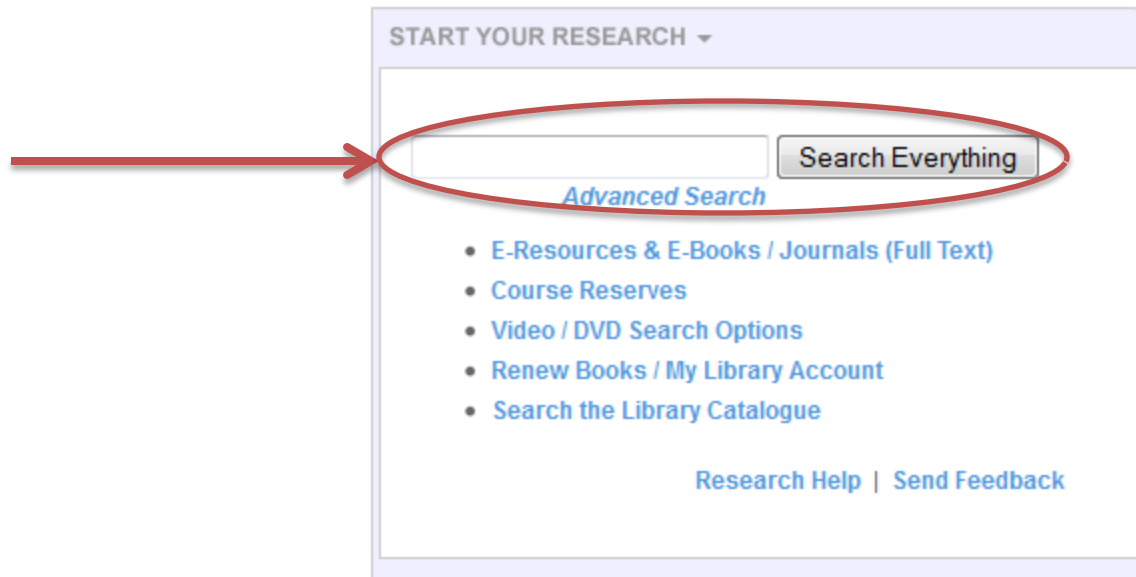 START YOUR RESEARCH
Search Everything
Advanced Search
E-Resources & E-Books / Journals (Full Text)
Course Reserves
Video / DVD Search Options
Renew Books / My Library Account
Search the Library Catalogue
Research Help | Send Feedback